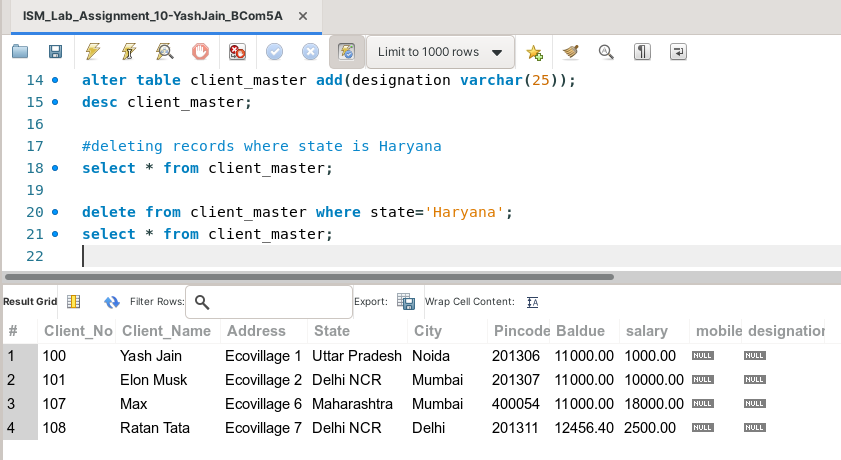 ISM_Lab_Assignment_10-YashJain_BCom5A ×
Limit to 1000 rows
14 alter table client_master add(designation varchar(25));
15 desc client_master;
16
17 #deleting records where state is Haryana
18 select * from client_master;
19
20 delete from client_master where state='Haryana';
21 select * from client_master;
22
Result Grid Filter Rows: Export: Wrap Cell Content: IA
# Client_No Client_Name Address State City Pincode Baldue salary mobile designation
1 100 Yash Jain Ecovillage 1 Uttar Pradesh Noida 201306 11000.00 1000.00 NULL NULL
2 101 Elon Musk Ecovillage 2 Delhi NCR Mumbai 201307 11000.00 10000.00 NULL NULL
3 107 Max Ecovillage 6 Maharashtra Mumbai 400054 11000.00 18000.00 NULL NULL
4 108 Ratan Tata Ecovillage 7 Delhi NCR Delhi 201311 12456.40 2500.00 NULL NULL